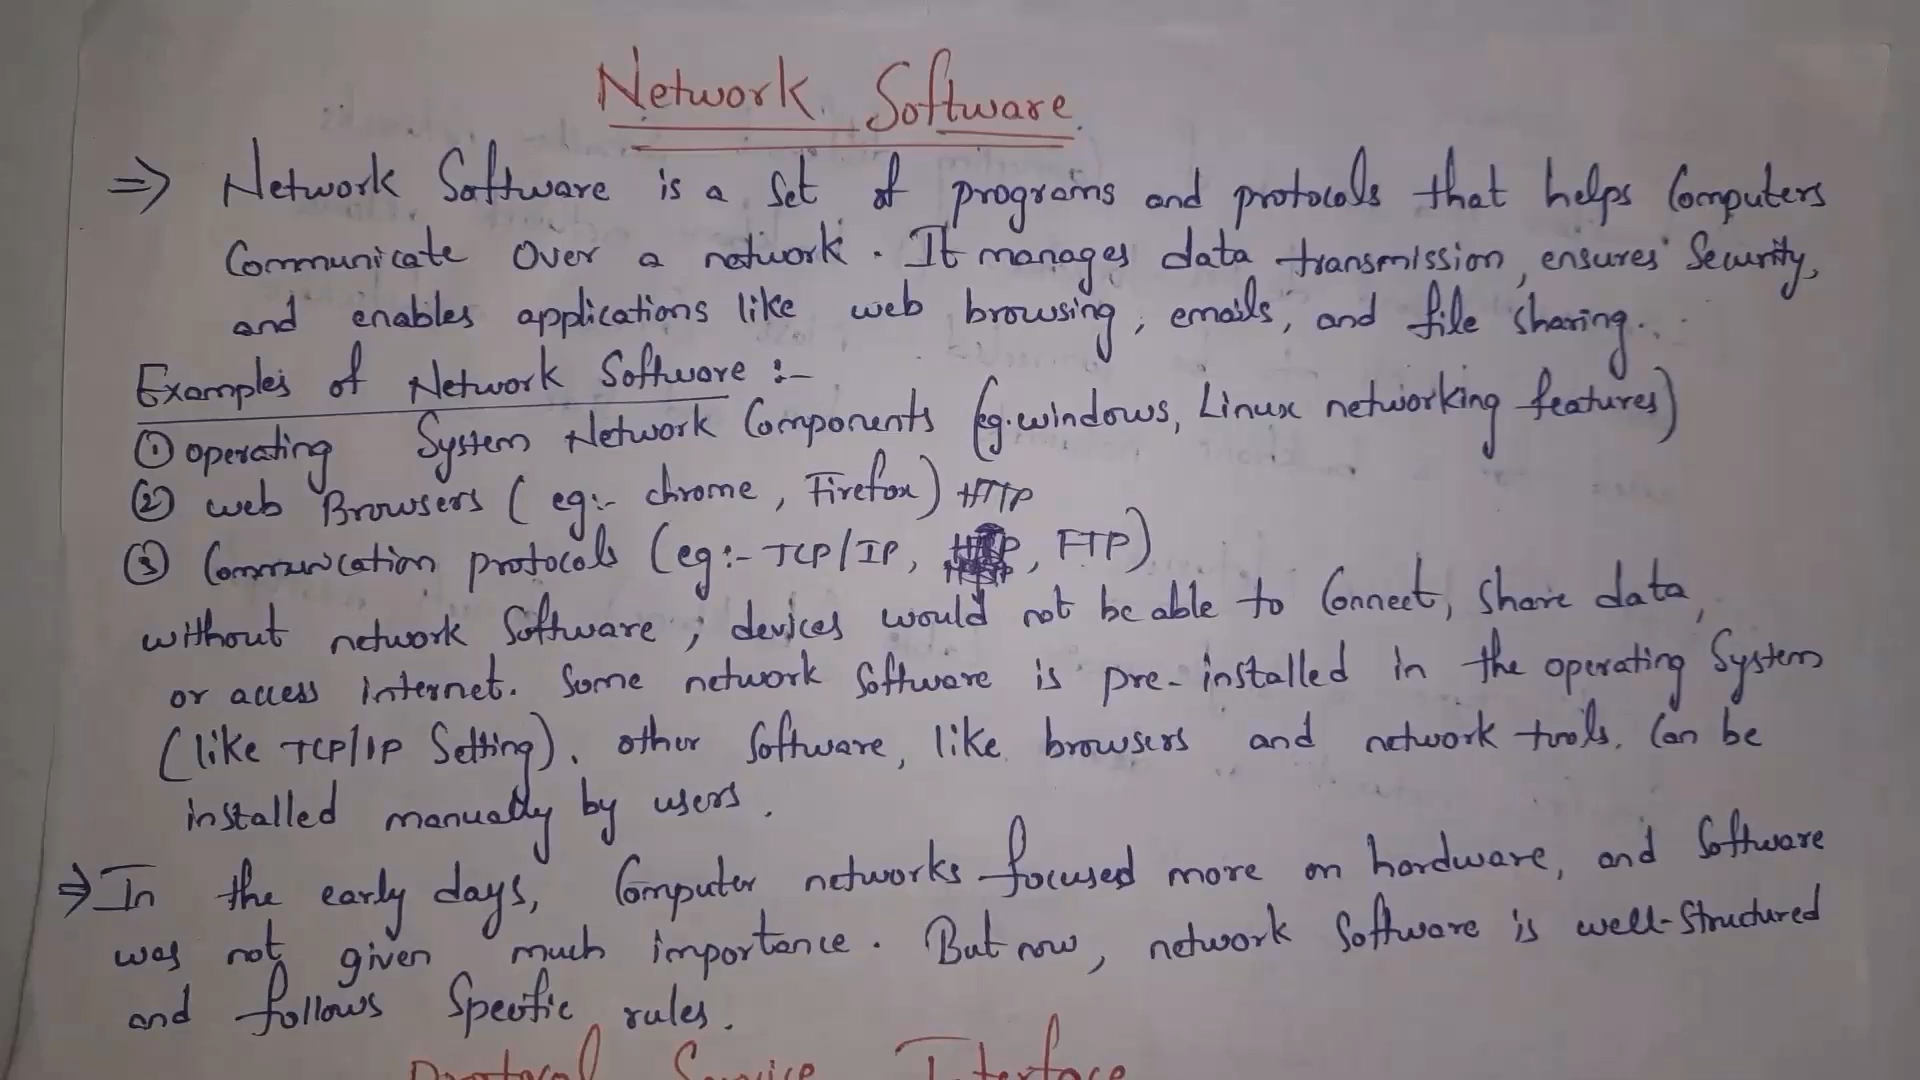 Network Software.
⇒ Network Software is a set of programs and protocols that helps Computers
Communicate Over a network. It manages data transmission, ensures Security,
and enables applications like web browsing, emails, and file sharing.
Examples of Network Software :-
① operating System Network Components (eg. windows, Linux networking features)
② web Browsers (eg:- chrome, Firefox) HTTP
③ Communication protocols (eg:- TCP/IP, , FTP)
without network Software, devices would not be able to Connect, Share data,
or access internet. Some network Software is pre-installed in the operating System
(like TCP/IP Setting). other Software, like browsers and network tools, Can be
installed manually by users.
⇒ In the early days, Computer networks focused more on hardware, and Software
was not given much importance. But now, network Software is well-Structured
and follows Specific rules.
Protocol Service Interface